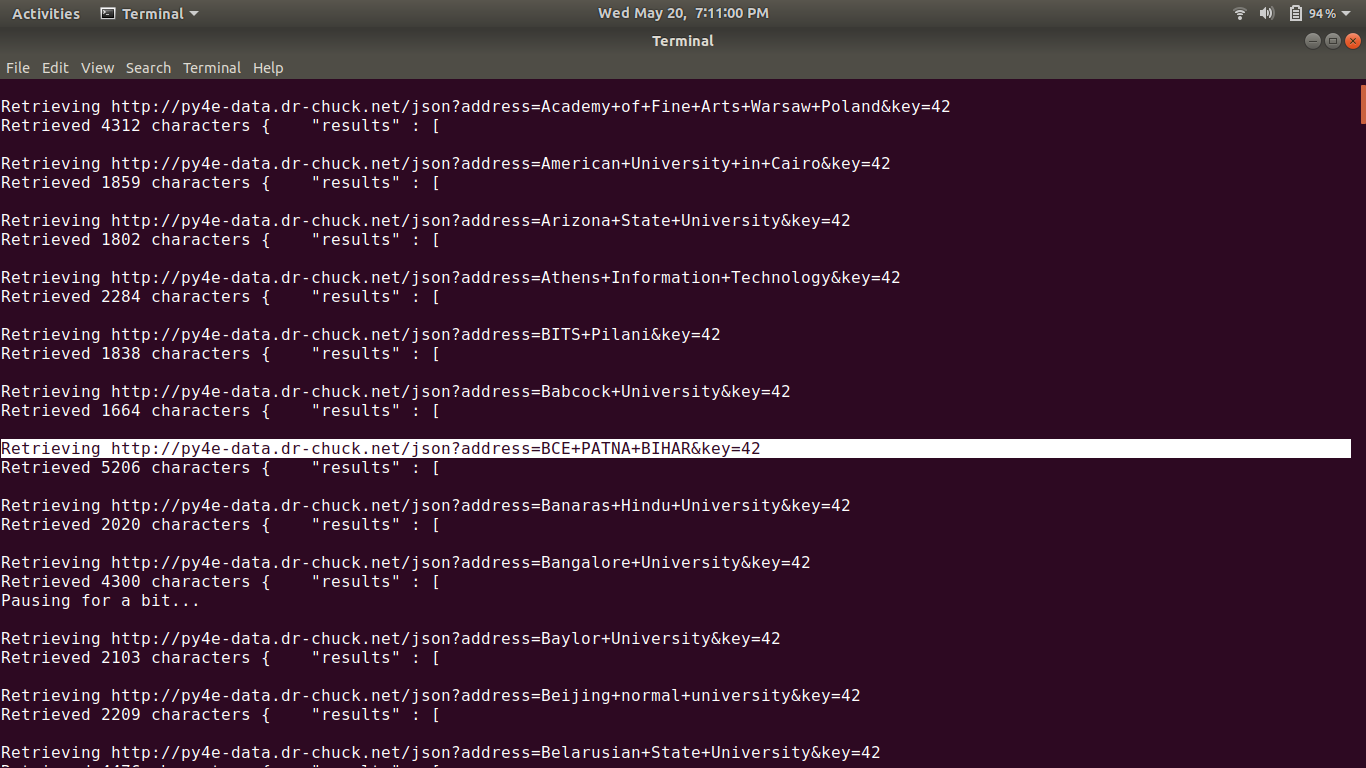 Activities Terminal Wed May 20, 7:11:00 PM 94%
Terminal
File Edit View Search Terminal Help
Retrieving http://py4e-data.dr-chuck.net/json?address=Academy+of+Fine+Arts+Warsaw+Poland&key=42
Retrieved 4312 characters {    "results" : [
Retrieving http://py4e-data.dr-chuck.net/json?address=American+University+in+Cairo&key=42
Retrieved 1859 characters {    "results" : [
Retrieving http://py4e-data.dr-chuck.net/json?address=Arizona+State+University&key=42
Retrieved 1802 characters {    "results" : [
Retrieving http://py4e-data.dr-chuck.net/json?address=Athens+Information+Technology&key=42
Retrieved 2284 characters {    "results" : [
Retrieving http://py4e-data.dr-chuck.net/json?address=BITS+Pilani&key=42
Retrieved 1838 characters {    "results" : [
Retrieving http://py4e-data.dr-chuck.net/json?address=Babcock+University&key=42
Retrieved 1664 characters {    "results" : [
Retrieving http://py4e-data.dr-chuck.net/json?address=BCE+PATNA+BIHAR&key=42
Retrieved 5206 characters {    "results" : [
Retrieving http://py4e-data.dr-chuck.net/json?address=Banaras+Hindu+University&key=42
Retrieved 2020 characters {    "results" : [
Retrieving http://py4e-data.dr-chuck.net/json?address=Bangalore+University&key=42
Retrieved 4300 characters {    "results" : [
Pausing for a bit...
Retrieving http://py4e-data.dr-chuck.net/json?address=Baylor+University&key=42
Retrieved 2103 characters {    "results" : [
Retrieving http://py4e-data.dr-chuck.net/json?address=Beijing+normal+university&key=42
Retrieved 2209 characters {    "results" : [
Retrieving http://py4e-data.dr-chuck.net/json?address=Belarusian+State+University&key=42